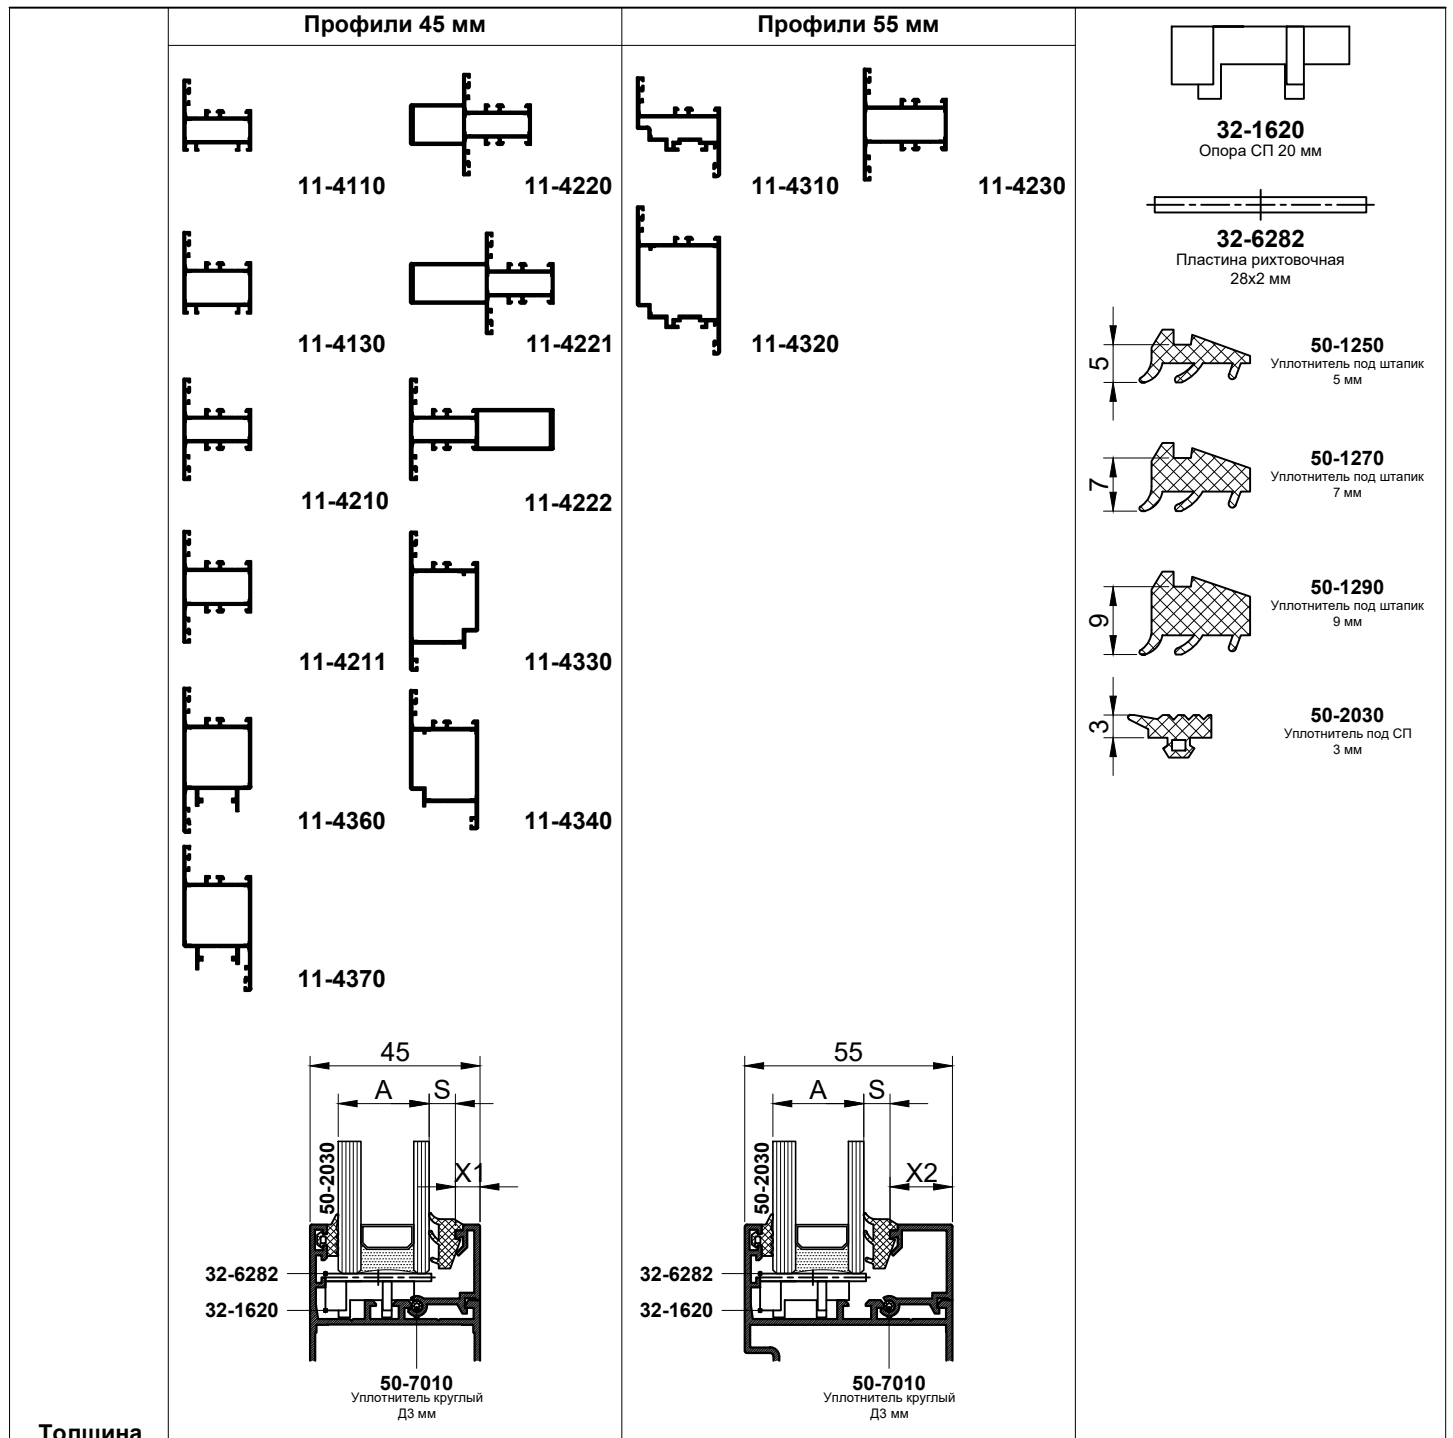 Профили 45 мм
Профили 55 мм
11-4110
11-4220
11-4130
11-4221
11-4210
11-4222
11-4211
11-4330
11-4360
11-4340
11-4370
11-4310
11-4230
11-4320
32-1620
Опора СП 20 мм
32-6282
Пластина рихтовочная
28x2 мм
5
50-1250
Уплотнитель под штапик
5 мм
7
50-1270
Уплотнитель под штапик
7 мм
9
50-1290
Уплотнитель под штапик
9 мм
3
50-2030
Уплотнитель под СП
3 мм
45
A
S
X1
50-2030
32-6282
32-1620
50-7010
Уплотнитель круглый
Д3 мм
55
A
S
X2
50-2030
32-6282
32-1620
50-7010
Уплотнитель круглый
Д3 мм
Толщина